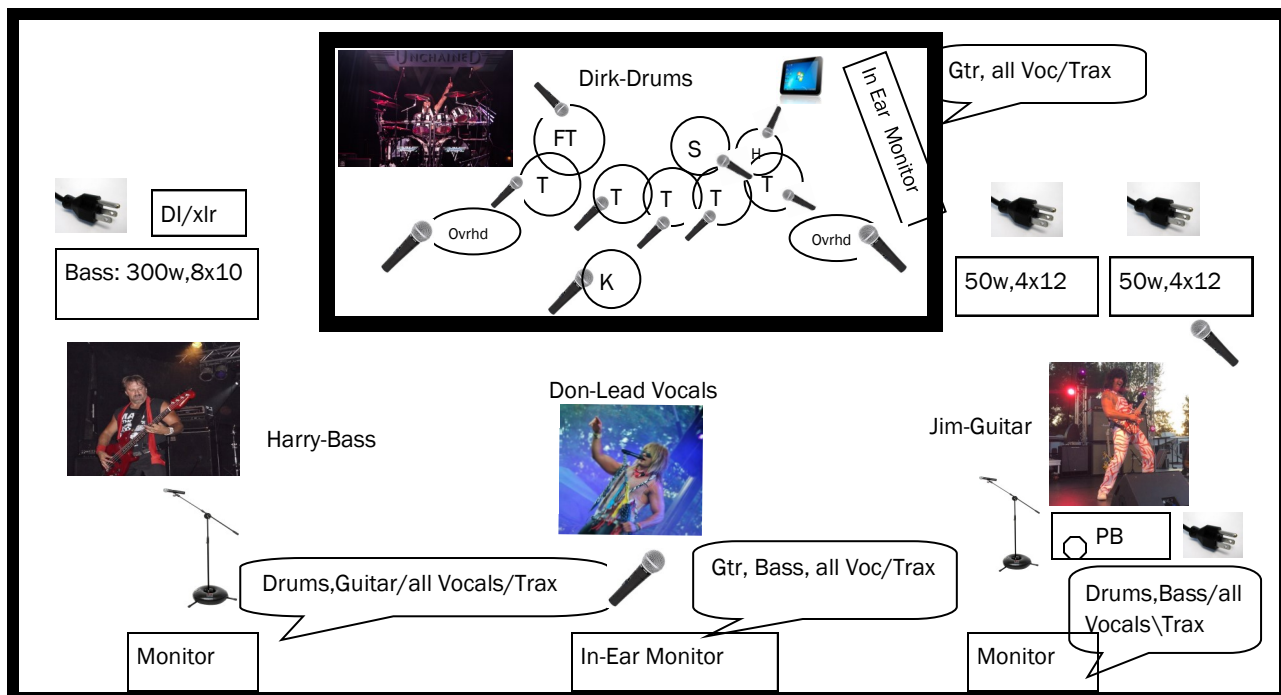 UNCHAINED
Dirk-Drums
In Ear Monitor
Gtr, all Voc/Trax
FT
S
H
T
T
T
T
T
DI/xlr
Ovrhd
Ovrhd
Bass: 300w,8x10
K
50w,4x12
50w,4x12
Don-Lead Vocals
Harry-Bass
Jim-Guitar
PB
Drums,Guitar/all Vocals/Trax
Gtr, Bass, all Voc/Trax
Drums,Bass/all
Vocals\Trax
Monitor
In-Ear Monitor
Monitor